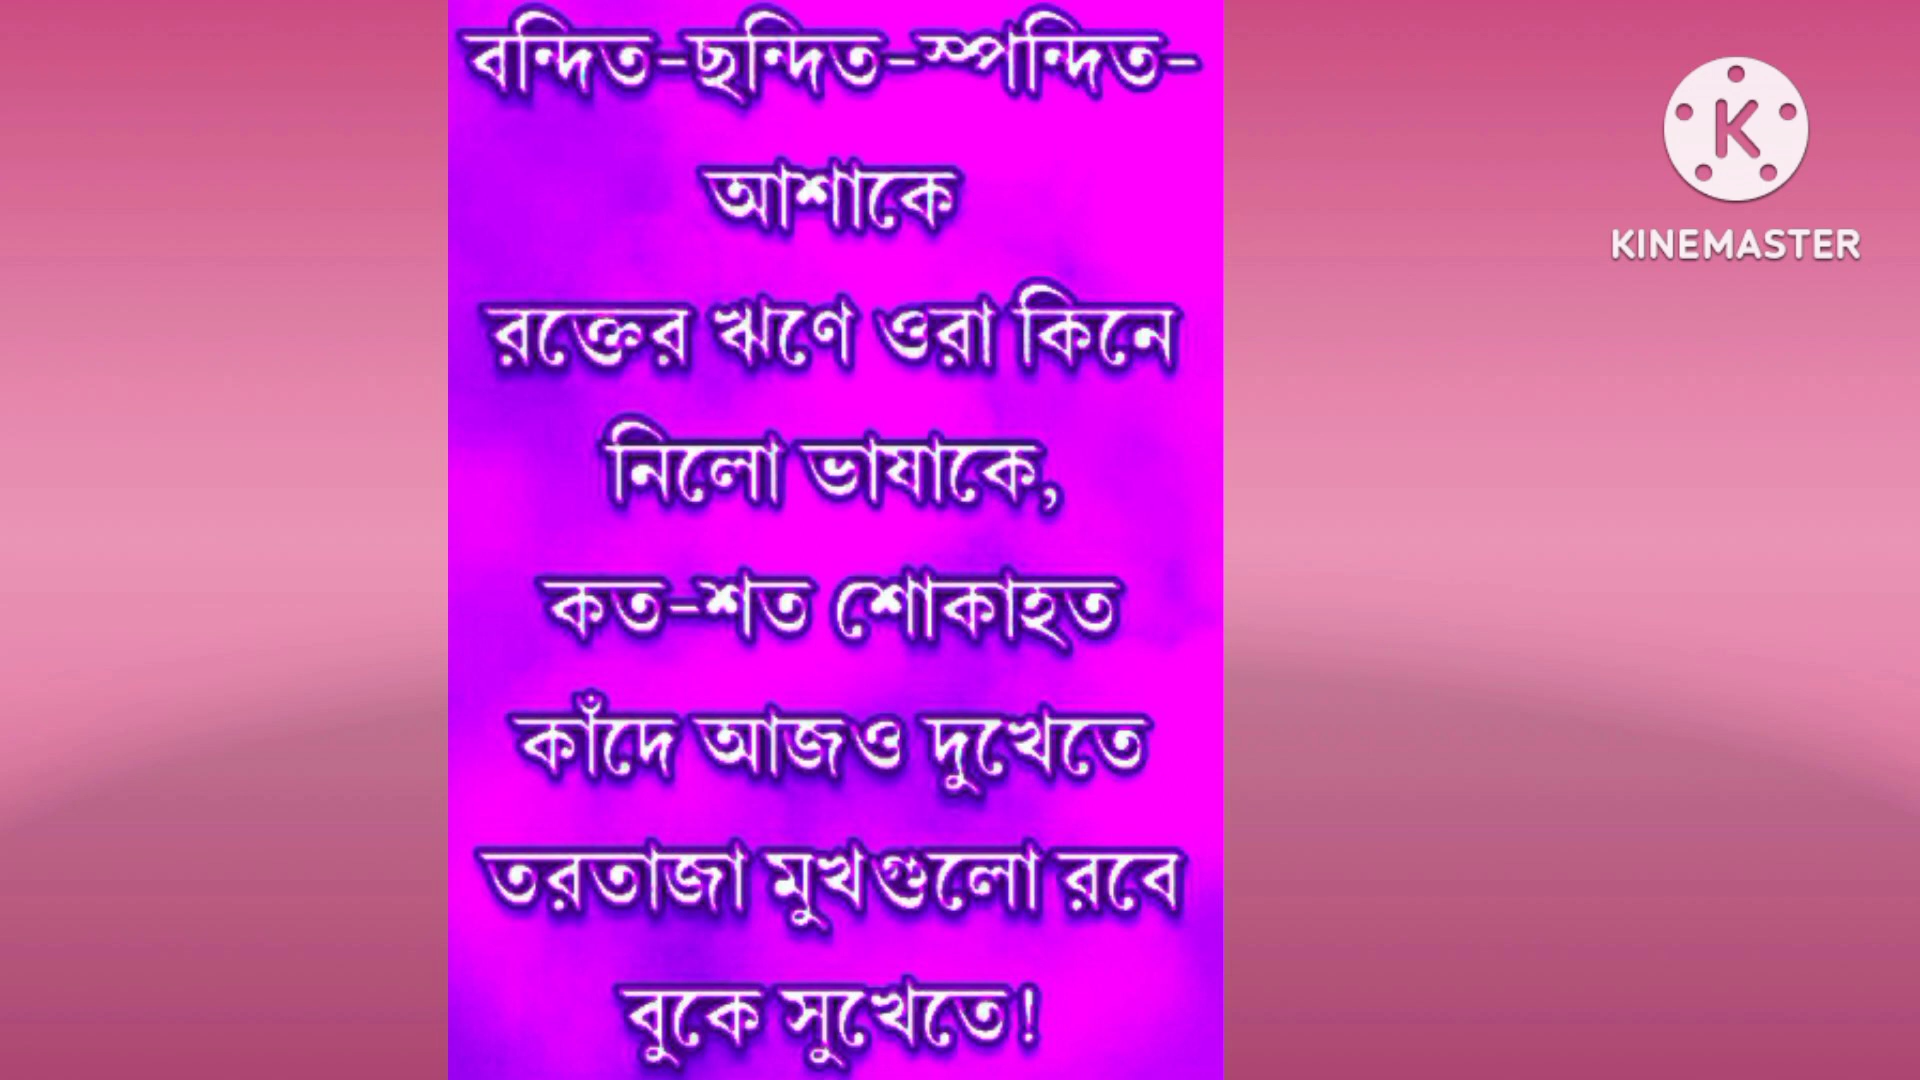 বন্দিত-ছন্দিত-স্পন্দিত-
আশাকে
রক্তের ঋণে ওরা কিনে
নিলো ভাষাকে,
কত-শত শোকাহত
কাঁদে আজও দুখেতে
তরতাজা মুখগুলো রবে
বুকে সুখেতে!
K
KINEMASTER